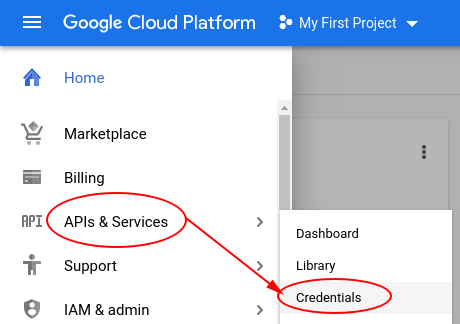 Google Cloud Platform My First Project
Home
Marketplace
Billing
API APIs & Services
Dashboard
Library
Support
Credentials
IAM & admin